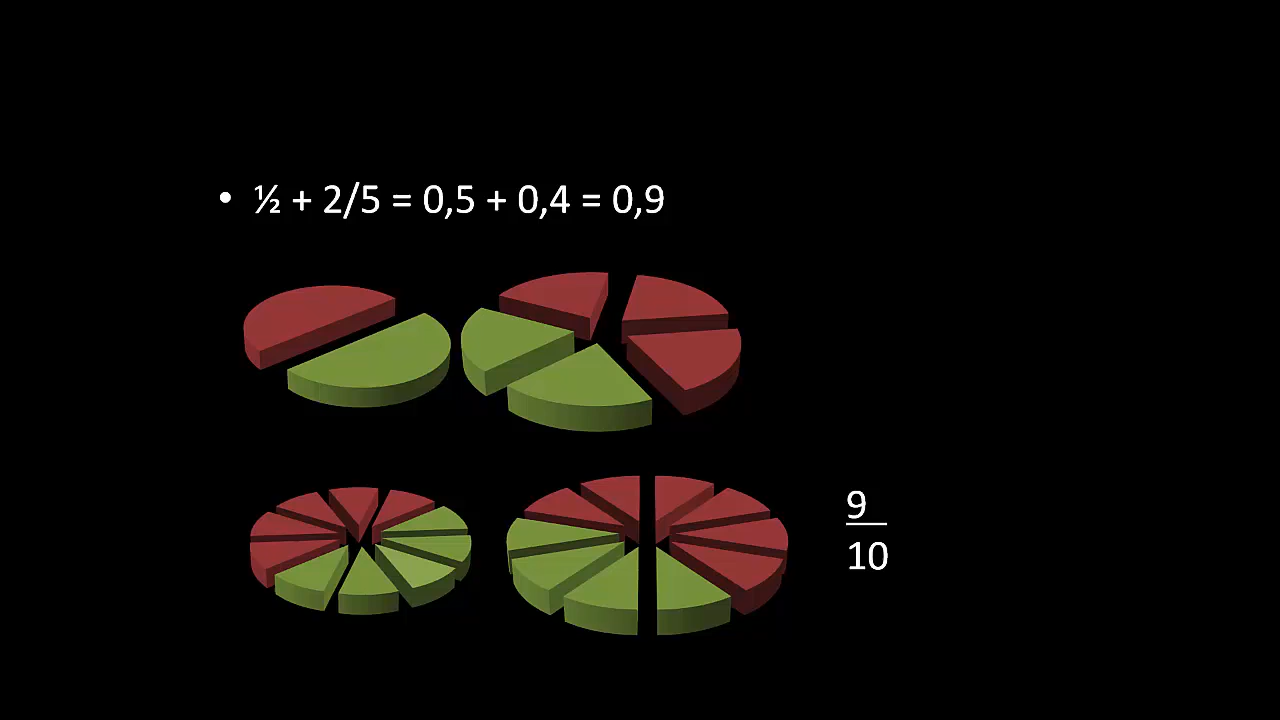 • ½ + 2/5 = 0,5 + 0,4 = 0,9
9
10